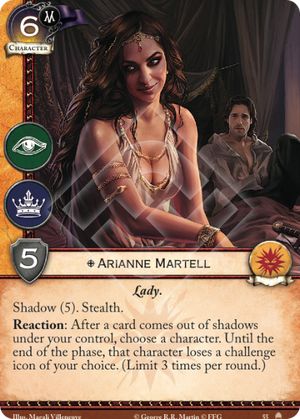 6
CHARACTER
5
ARIANNE MARTELL
Lady.
Shadow (5). Stealth.
Reaction: After a card comes out of shadows
under your control, choose a character. Until
the end of the phase, that character loses a challenge
icon of your choice. (Limit 3 times per round.)
Illus. Magali Villeneuve © George R.R. Martin © FFG